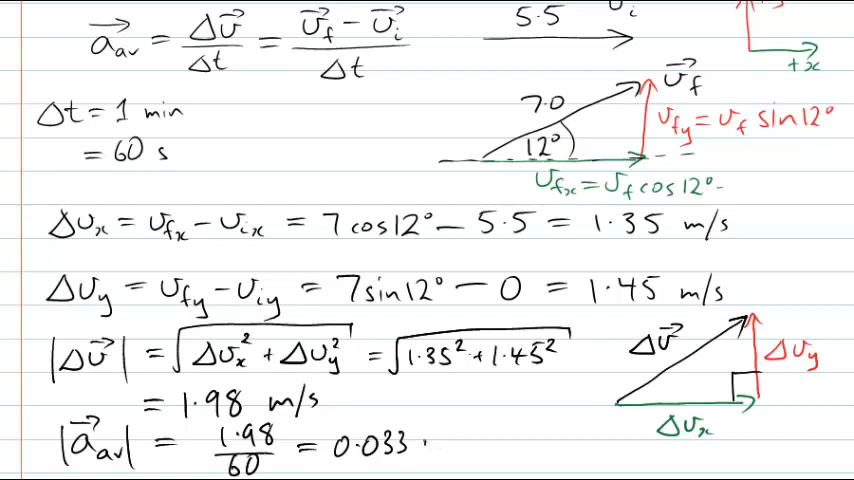 a⃗av = Δv⃗/Δt = (v⃗f − v⃗i)/Δt
5.5 vi
+x
Δt = 1 min
= 60 s
7.0 v⃗f
12°
vfy = vf sin12°
vfx = vf cos12°
Δvx = vfx − vix = 7 cos12° − 5.5 = 1.35 m/s
Δvy = vfy − viy = 7sin12° − 0 = 1.45 m/s
|Δv⃗| = √(Δvx² + Δvy²) = √(1.35² + 1.45²)
Δv⃗ Δvy
= 1.98 m/s
Δvx
|a⃗av| = 1.98/60 = 0.033